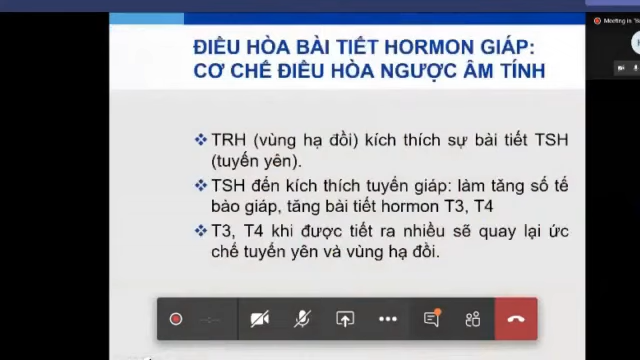 ĐIỀU HÒA BÀI TIẾT HORMON GIÁP:
CƠ CHẾ ĐIỀU HÒA NGƯỢC ÂM TÍNH
❖ TRH (vùng hạ đồi) kích thích sự bài tiết TSH
(tuyến yên).
❖ TSH đến kích thích tuyến giáp: làm tăng số tế
bào giáp, tăng bài tiết hormon T3, T4
❖ T3, T4 khi được tiết ra nhiều sẽ quay lại ức
chế tuyến yên và vùng hạ đồi.
Meeting is